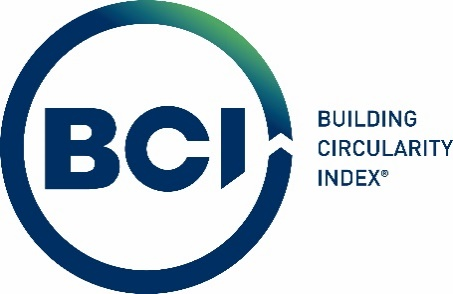 BCI
BUILDING
CIRCULARITY
INDEX®